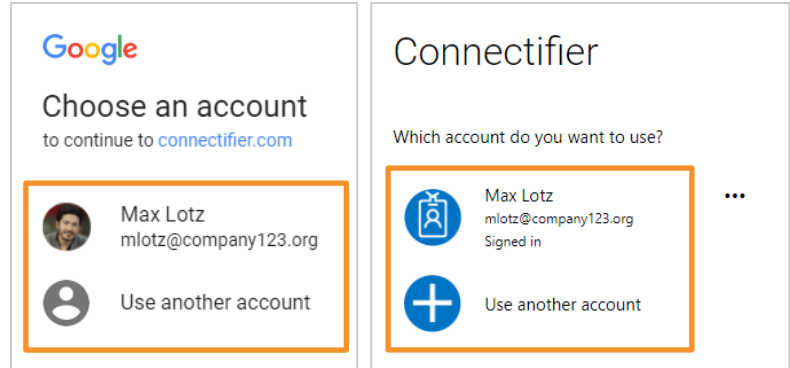 Google
Choose an account
to continue to connectifier.com
Max Lotz
mlotz@company123.org
Use another account
Connectifier
Which account do you want to use?
Max Lotz
mlotz@company123.org
Signed in
Use another account